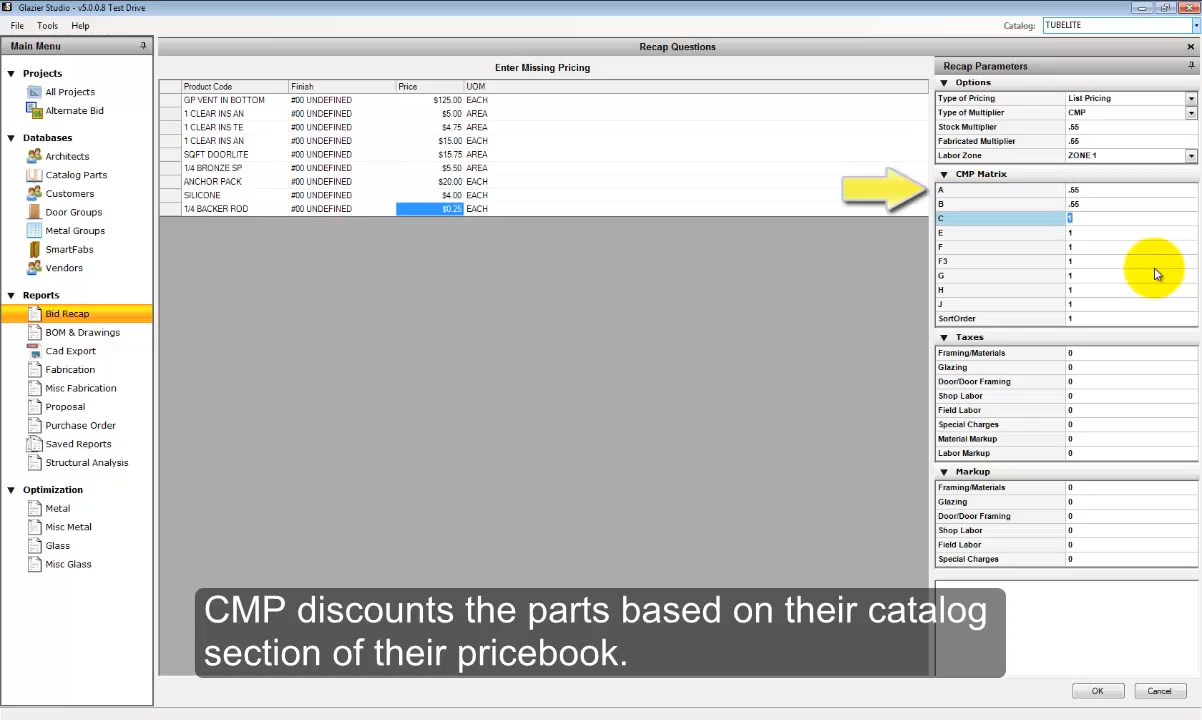 Glazier Studio - v5.0.0.8 Test Drive
File Tools Help
Catalog: TUBELITE
Main Menu
Projects
All Projects
Alternate Bid
Databases
Architects
Catalog Parts
Customers
Door Groups
Metal Groups
SmartFabs
Vendors
Reports
Bid Recap
BOM & Drawings
Cad Export
Fabrication
Misc Fabrication
Proposal
Purchase Order
Saved Reports
Structural Analysis
Optimization
Metal
Misc Metal
Glass
Misc Glass
Recap Questions
Enter Missing Pricing
Product Code Finish Price UOM
GP VENT IN BOTTOM #00 UNDEFINED $125.00 EACH
1 CLEAR INS AN #00 UNDEFINED $5.00 AREA
1 CLEAR INS TE #00 UNDEFINED $4.75 AREA
1 CLEAR INS AN #00 UNDEFINED $15.00 EACH
SQFT DOORLITE #00 UNDEFINED $15.75 AREA
1/4 BRONZE SP #00 UNDEFINED $5.50 AREA
ANCHOR PACK #00 UNDEFINED $20.00 EACH
SILICONE #00 UNDEFINED $4.00 EACH
1/4 BACKER ROD #00 UNDEFINED $0.25 EACH
Recap Parameters
Options
Type of Pricing List Pricing
Type of Multiplier CMP
Stock Multiplier .55
Fabricated Multiplier .55
Labor Zone ZONE 1
CMP Matrix
A .55
B .55
C 1
E 1
F 1
F3 1
G 1
H 1
J 1
SortOrder 1
Taxes
Framing/Materials 0
Glazing 0
Door/Door Framing 0
Shop Labor 0
Field Labor 0
Special Charges 0
Material Markup 0
Labor Markup 0
Markup
Framing/Materials 0
Glazing 0
Door/Door Framing 0
Shop Labor 0
Field Labor 0
Special Charges 0
CMP discounts the parts based on their catalog
section of their pricebook.
OK Cancel